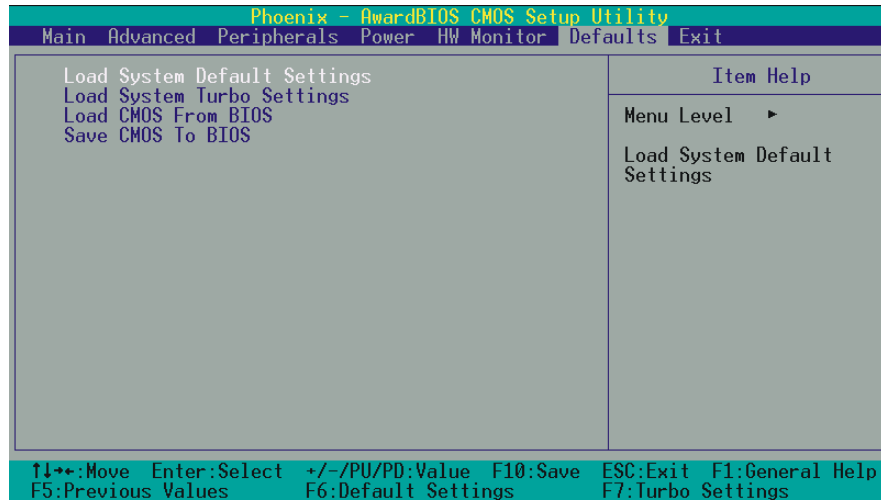 Phoenix - AwardBIOS CMOS Setup Utility
Main Advanced Peripherals Power HW Monitor Defaults Exit
Load System Default Settings
Load System Turbo Settings
Load CMOS From BIOS
Save CMOS To BIOS
Item Help
Menu Level ►
Load System Default
Settings
↑↓→←:Move Enter:Select +/-/PU/PD:Value F10:Save ESC:Exit F1:General Help
F5:Previous Values F6:Default Settings F7:Turbo Settings